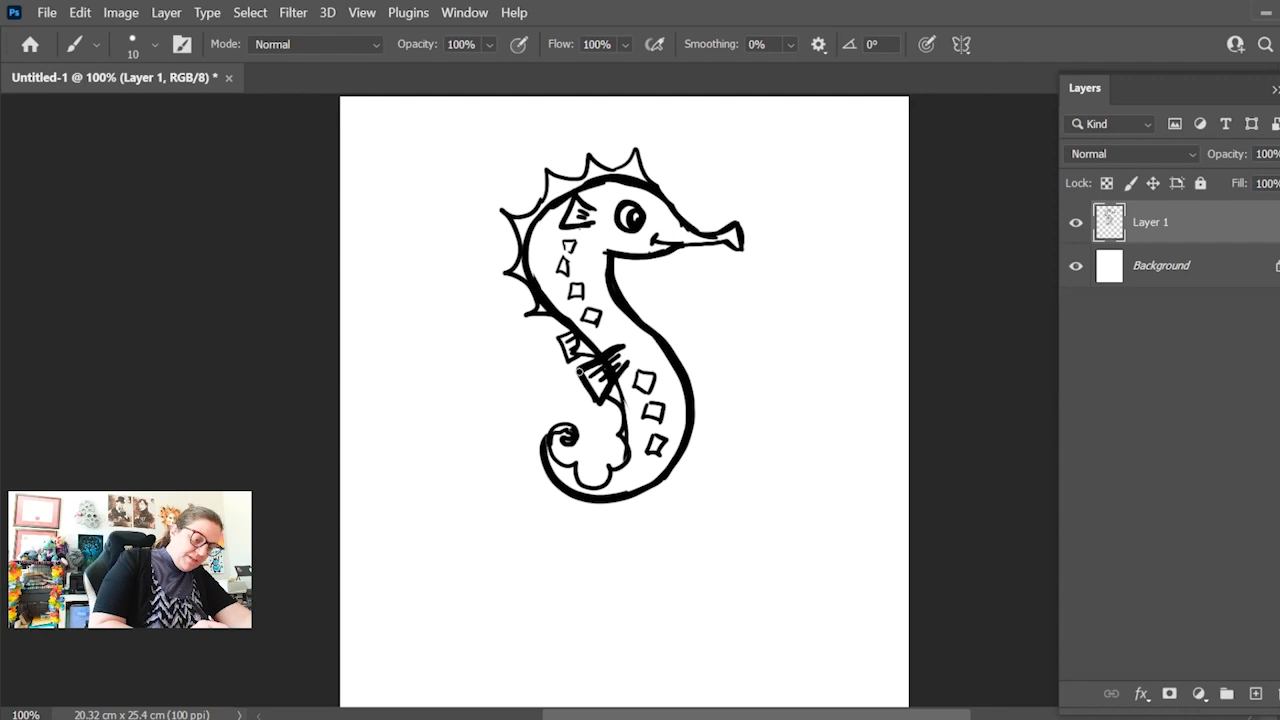 Ps File Edit Image Layer Type Select Filter 3D View Plugins Window Help
10 Mode: Normal Opacity: 100% Flow: 100% Smoothing: 0% 0°
Untitled-1 @ 100% (Layer 1, RGB/8) * ×
Layers
Kind
Normal Opacity: 100%
Lock: Fill: 100%
Layer 1
Background
fx
100% 20.32 cm x 25.4 cm (100 ppi)